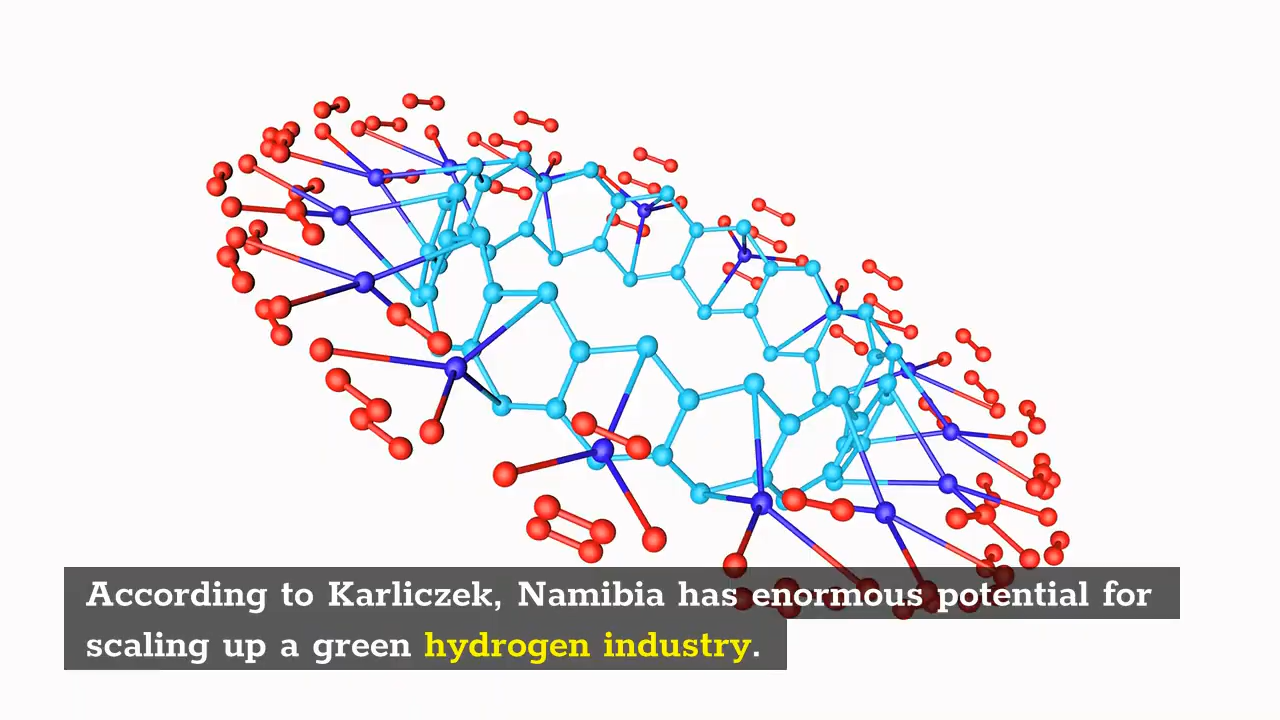 According to Karliczek, Namibia has enormous potential for
scaling up a green hydrogen industry.